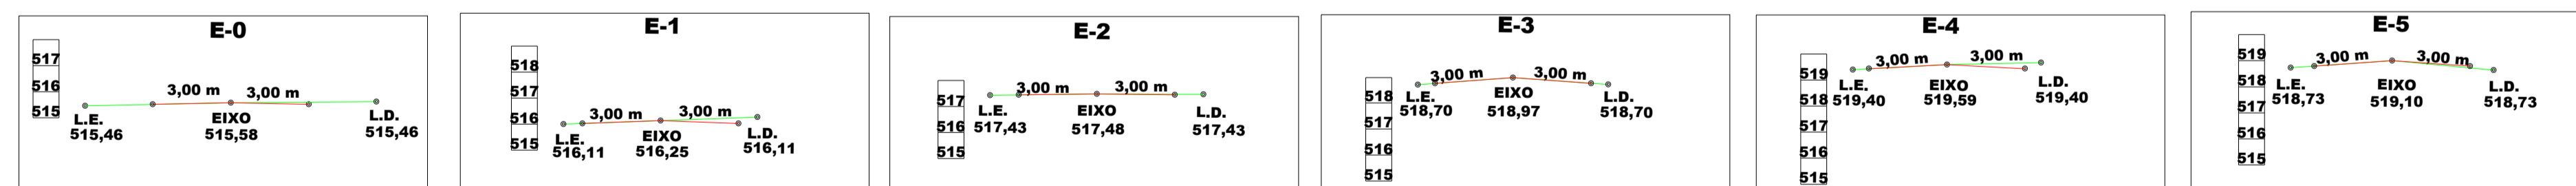 E-0
517
516
515
3,00 m 3,00 m
L.E. EIXO L.D.
515,46 515,58 515,46
E-1
518
517
516
515
3,00 m 3,00 m
L.E. EIXO L.D.
516,11 516,25 516,11
E-2
517
516
515
3,00 m 3,00 m
L.E. EIXO L.D.
517,43 517,48 517,43
E-3
518
517
516
515
3,00 m 3,00 m
L.E. EIXO L.D.
518,70 518,97 518,70
E-4
519
518
517
516
515
3,00 m 3,00 m
L.E. EIXO L.D.
519,40 519,59 519,40
E-5
519
518
517
516
515
3,00 m 3,00 m
L.E. EIXO L.D.
518,73 519,10 518,73